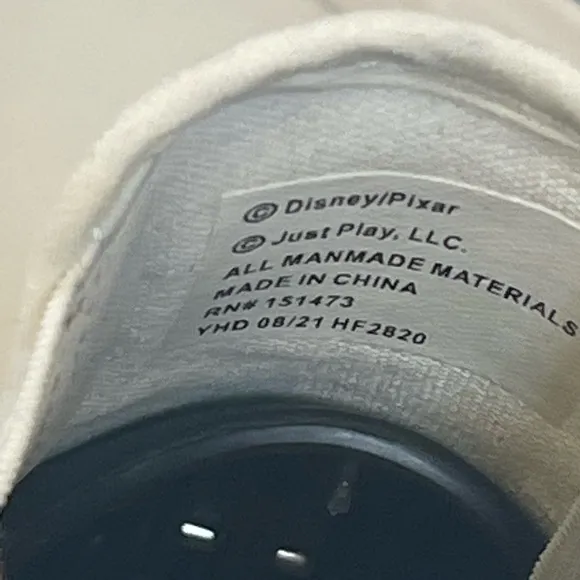 © Disney/Pixar
© Just Play, LLC.
ALL MANMADE MATERIALS
MADE IN CHINA
RN# 151473
YHD 08/21 HF2820